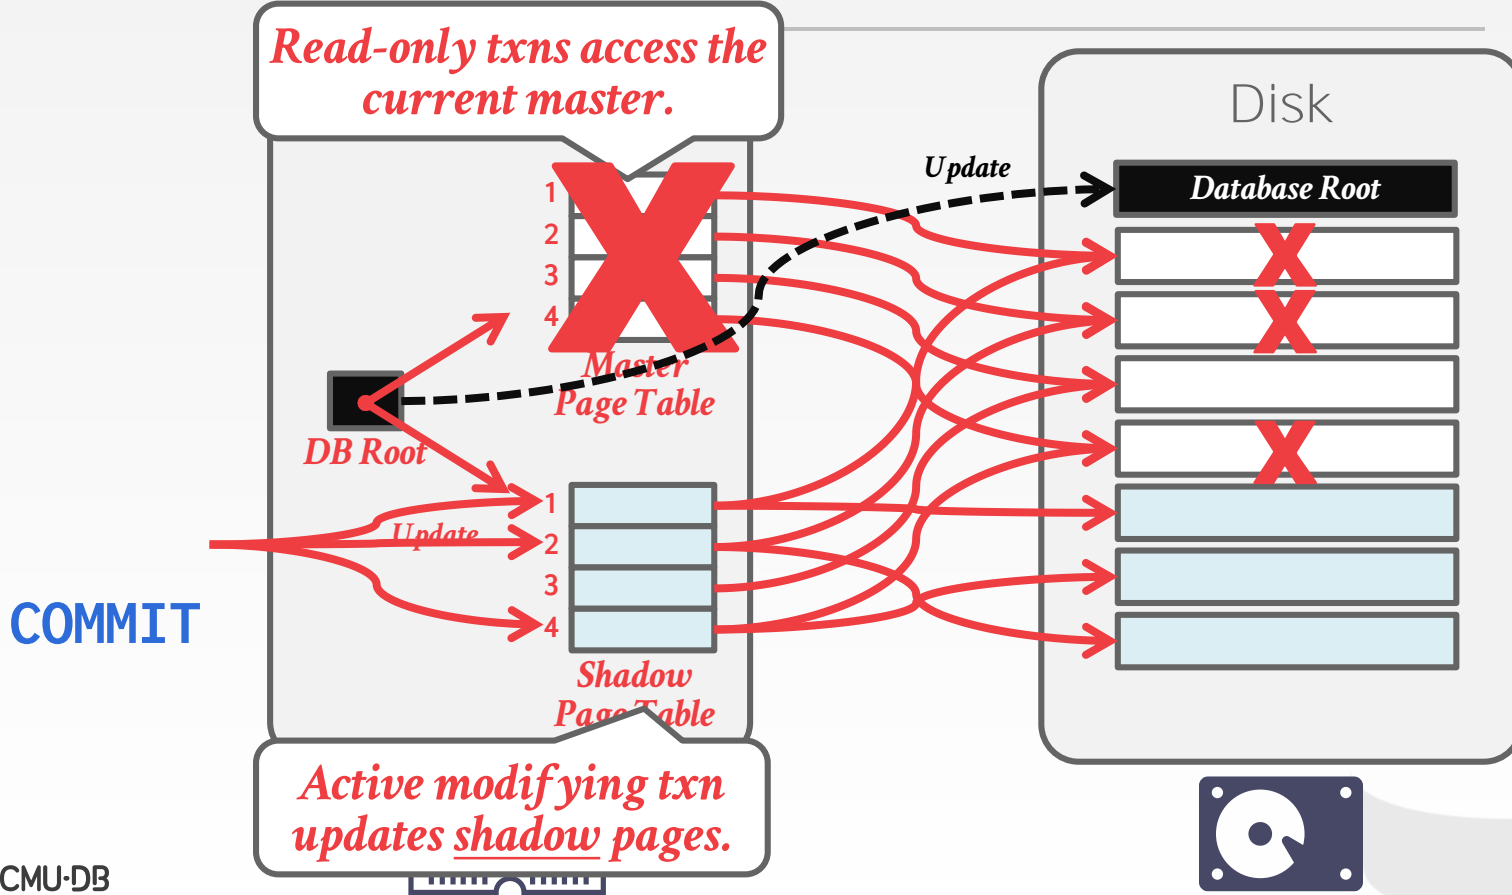 Read-only txns access the
current master.
Disk
Update
Database Root
1
2
3
4
Master
Page Table
DB Root
1
2
3
4
Update
COMMIT
Shadow
Page Table
Active modifying txn
updates shadow pages.
CMU·DB